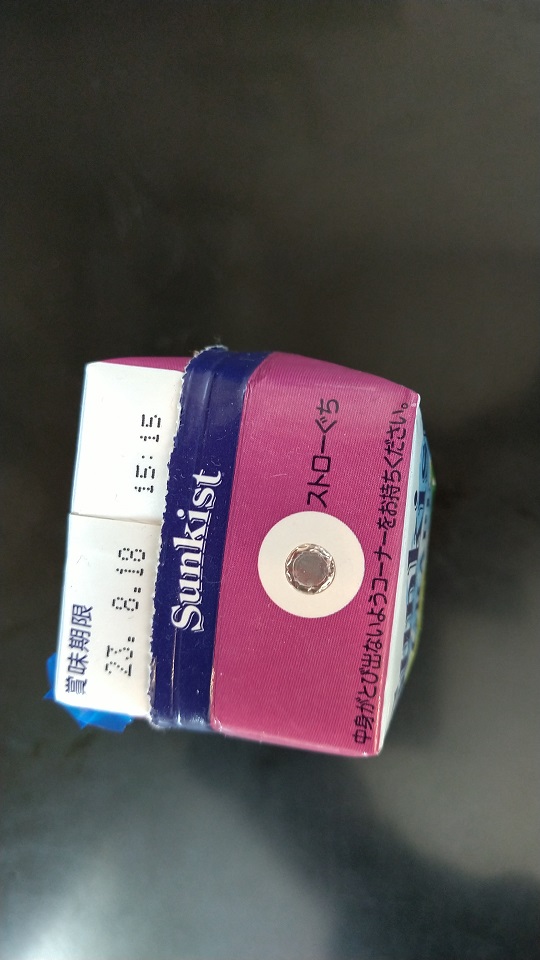 賞味期限
23. 8.18
15:15
Sunkist
ストローぐち
中身がとび出ないようコーナーをお持ちください。